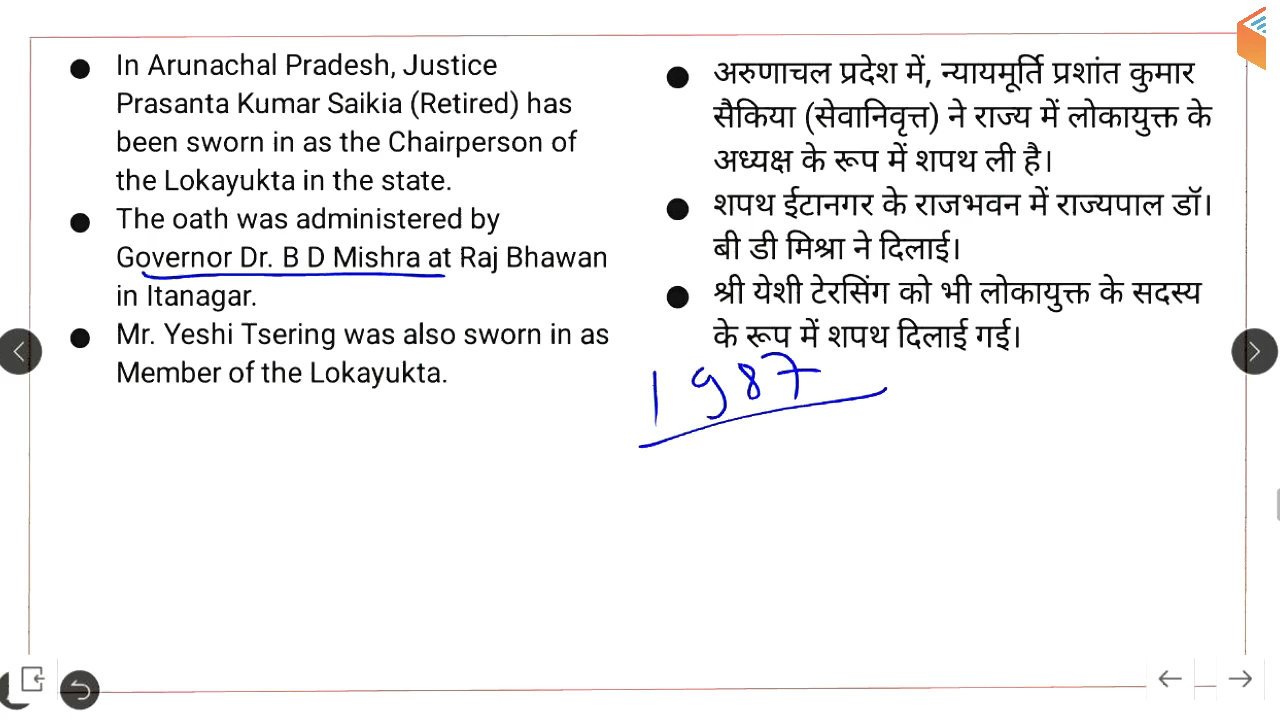 In Arunachal Pradesh, Justice
Prasanta Kumar Saikia (Retired) has
been sworn in as the Chairperson of
the Lokayukta in the state.
The oath was administered by
Governor Dr. B D Mishra at Raj Bhawan
in Itanagar.
Mr. Yeshi Tsering was also sworn in as
Member of the Lokayukta.
अरुणाचल प्रदेश में, न्यायमूर्ति प्रशांत कुमार
सैकिया (सेवानिवृत्त) ने राज्य में लोकायुक्त के
अध्यक्ष के रूप में शपथ ली है।
शपथ ईटानगर के राजभवन में राज्यपाल डॉ।
बी डी मिश्रा ने दिलाई।
श्री येशी टेरसिंग को भी लोकायुक्त के सदस्य
के रूप में शपथ दिलाई गई।
1987